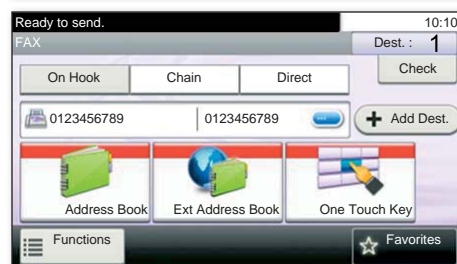 Ready to send. 10:10
FAX Dest. : 1
On Hook Chain Direct Check
0123456789 0123456789 Add Dest.
Address Book Ext Address Book One Touch Key
Functions Favorites